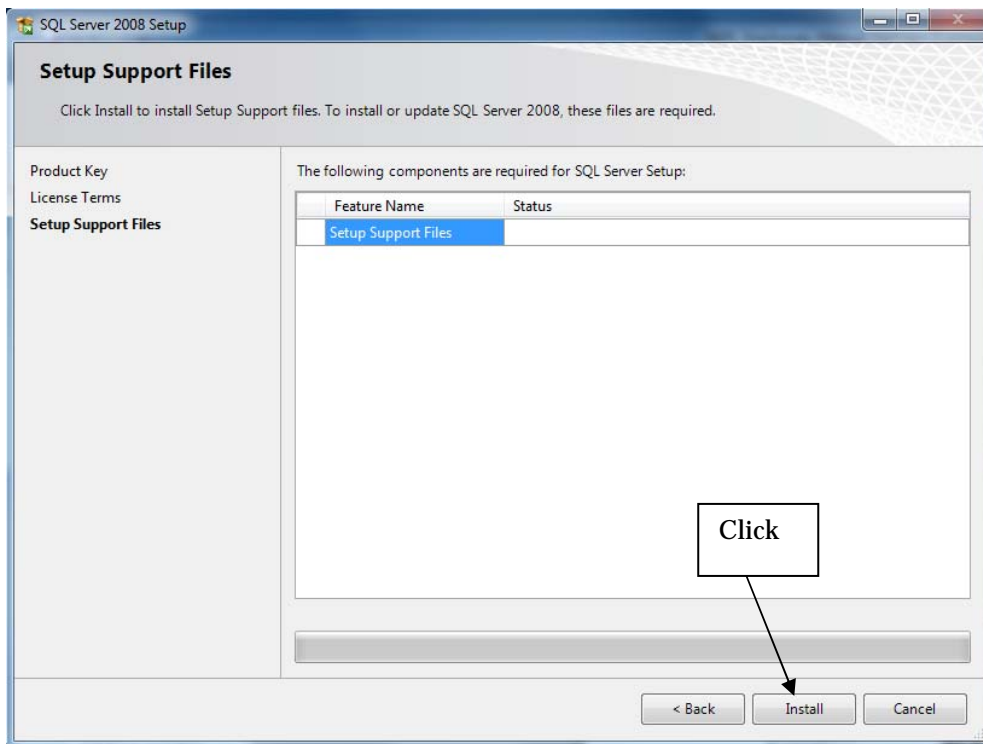 SQL Server 2008 Setup
Setup Support Files
Click Install to install Setup Support files. To install or update SQL Server 2008, these files are required.
Product Key
License Terms
Setup Support Files
The following components are required for SQL Server Setup:
Feature Name Status
Setup Support Files
Click
< Back Install Cancel